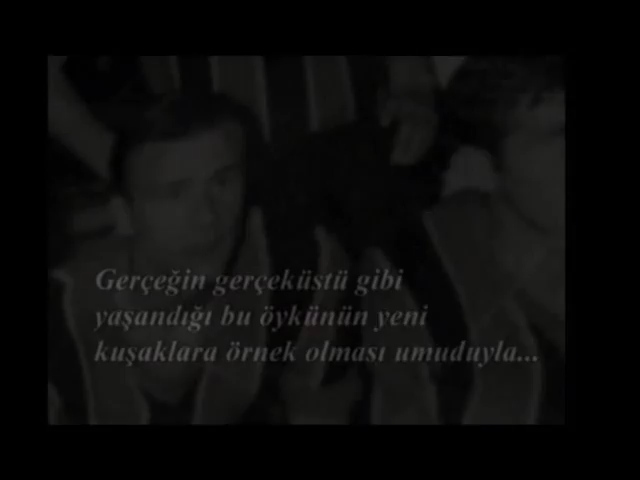 Gerçeğin gerçeküstü gibi
yaşandığı bu öykünün yeni
kuşaklara örnek olması umuduyla...